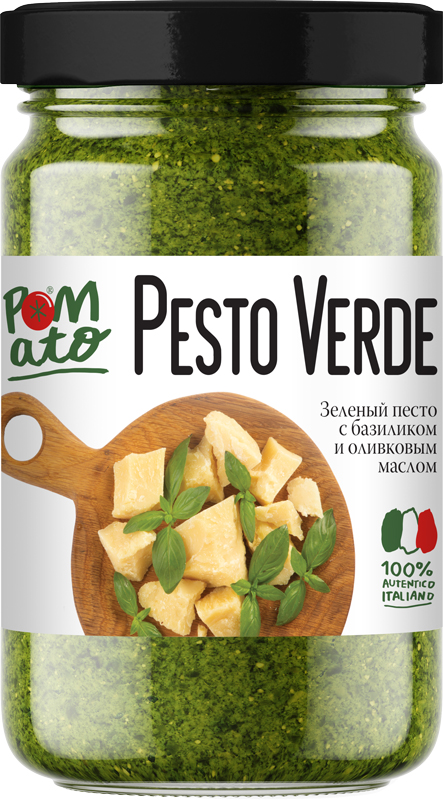 POM®
ato
PESTO VERDE
Зеленый песто
с базиликом
и оливковым
маслом
100%
AUTENTICO
ITALIANO